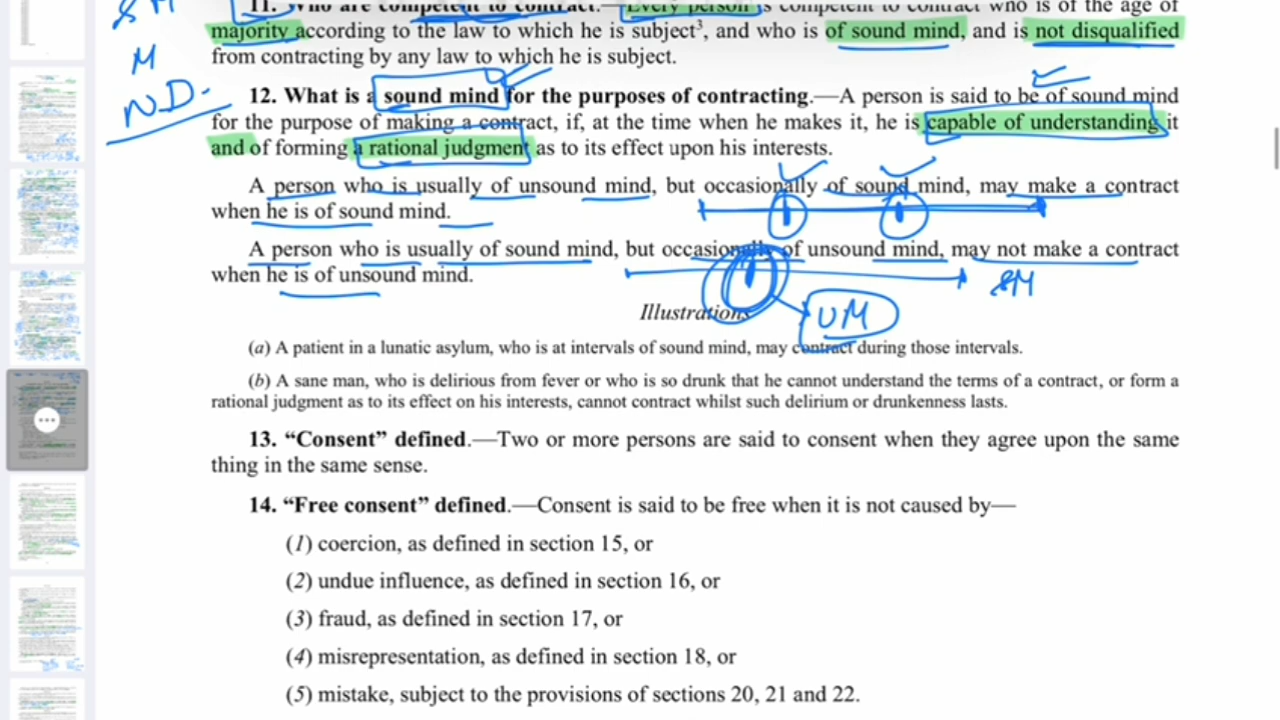 S M
11. Who are competent to contract.—Every person is competent to contract who is of the age of
majority according to the law to which he is subject³, and who is of sound mind, and is not disqualified
from contracting by any law to which he is subject.
M
N D.
12. What is a sound mind for the purposes of contracting.—A person is said to be of sound mind
for the purpose of making a contract, if, at the time when he makes it, he is capable of understanding it
and of forming a rational judgment as to its effect upon his interests.
A person who is usually of unsound mind, but occasionally of sound mind, may make a contract
when he is of sound mind.
A person who is usually of sound mind, but occasionally of unsound mind, may not make a contract
when he is of unsound mind.
SM
Illustrations
UM
(a) A patient in a lunatic asylum, who is at intervals of sound mind, may contract during those intervals.
(b) A sane man, who is delirious from fever or who is so drunk that he cannot understand the terms of a contract, or form a
rational judgment as to its effect on his interests, cannot contract whilst such delirium or drunkenness lasts.
13. “Consent” defined.—Two or more persons are said to consent when they agree upon the same
thing in the same sense.
14. “Free consent” defined.—Consent is said to be free when it is not caused by—
(1) coercion, as defined in section 15, or
(2) undue influence, as defined in section 16, or
(3) fraud, as defined in section 17, or
(4) misrepresentation, as defined in section 18, or
(5) mistake, subject to the provisions of sections 20, 21 and 22.